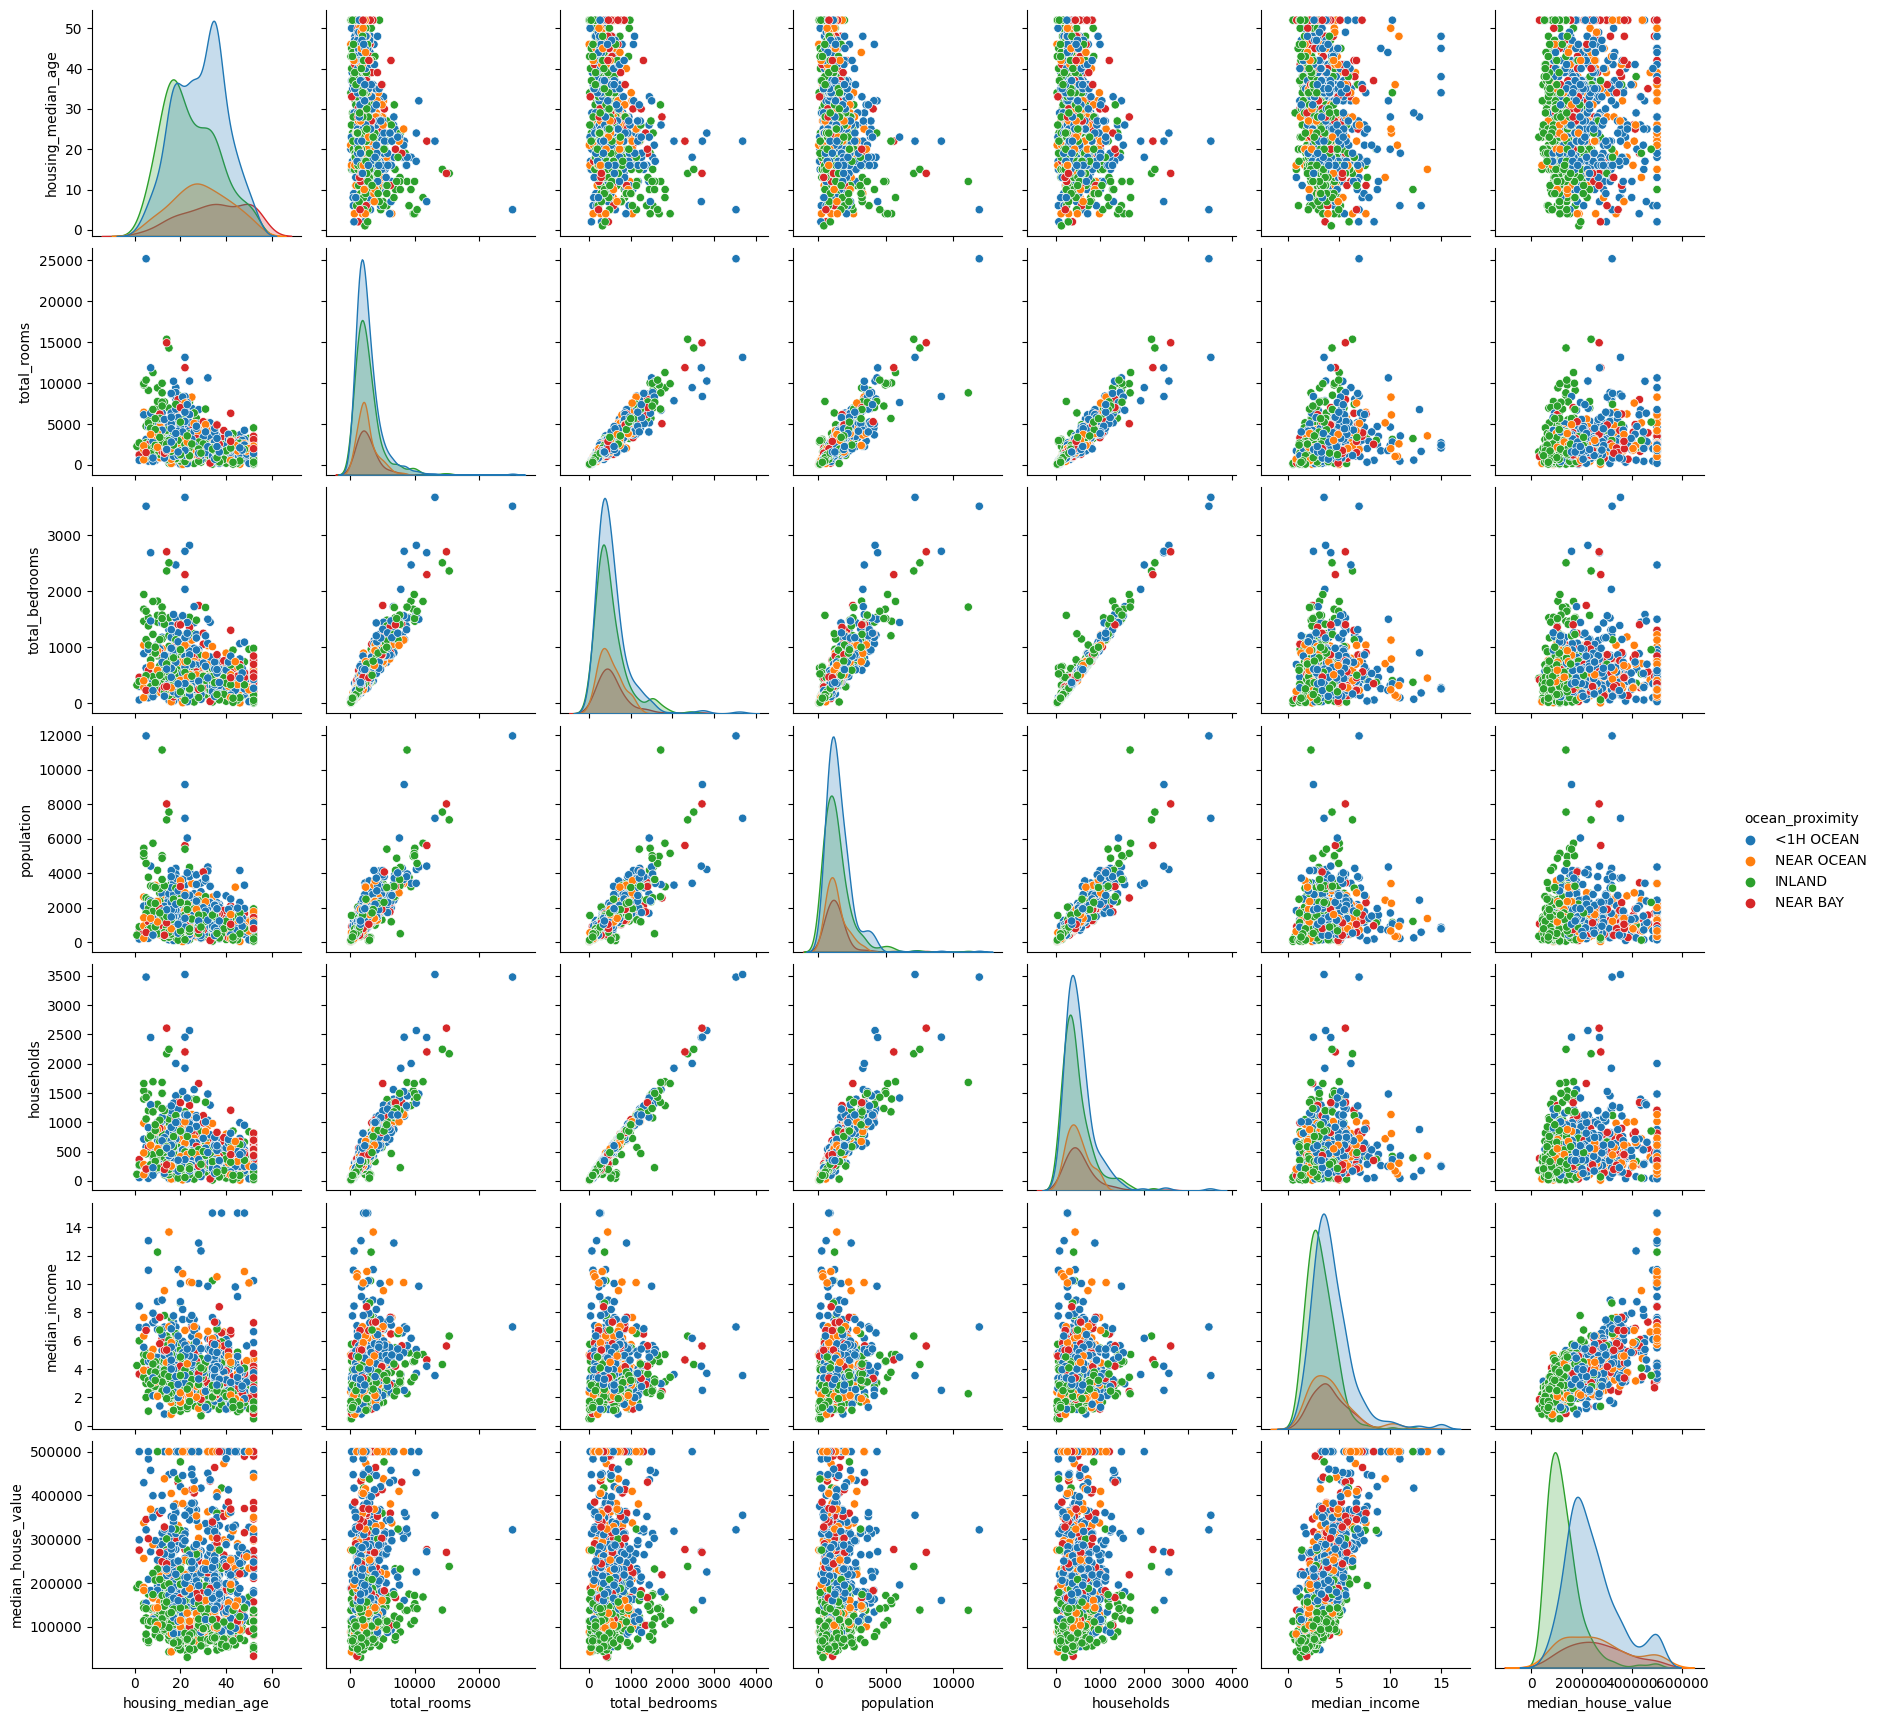 50
40
30
20
10
0
housing_median_age
25000
20000
15000
10000
5000
0
total_rooms
3000
2000
1000
0
total_bedrooms
12000
10000
8000
6000
4000
2000
0
population
ocean_proximity
<1H OCEAN
NEAR OCEAN
INLAND
NEAR BAY
3500
3000
2500
2000
1500
1000
500
0
households
14
12
10
8
6
4
2
0
median_income
500000
400000
300000
200000
100000
median_house_value
0 20 40 60
0 10000 20000
0 1000 2000 3000 4000
0 5000 10000
0 1000 2000 3000 4000
0 5 10 15
0 200000 400000 600000
housing_median_age
total_rooms
total_bedrooms
population
households
median_income
median_house_value